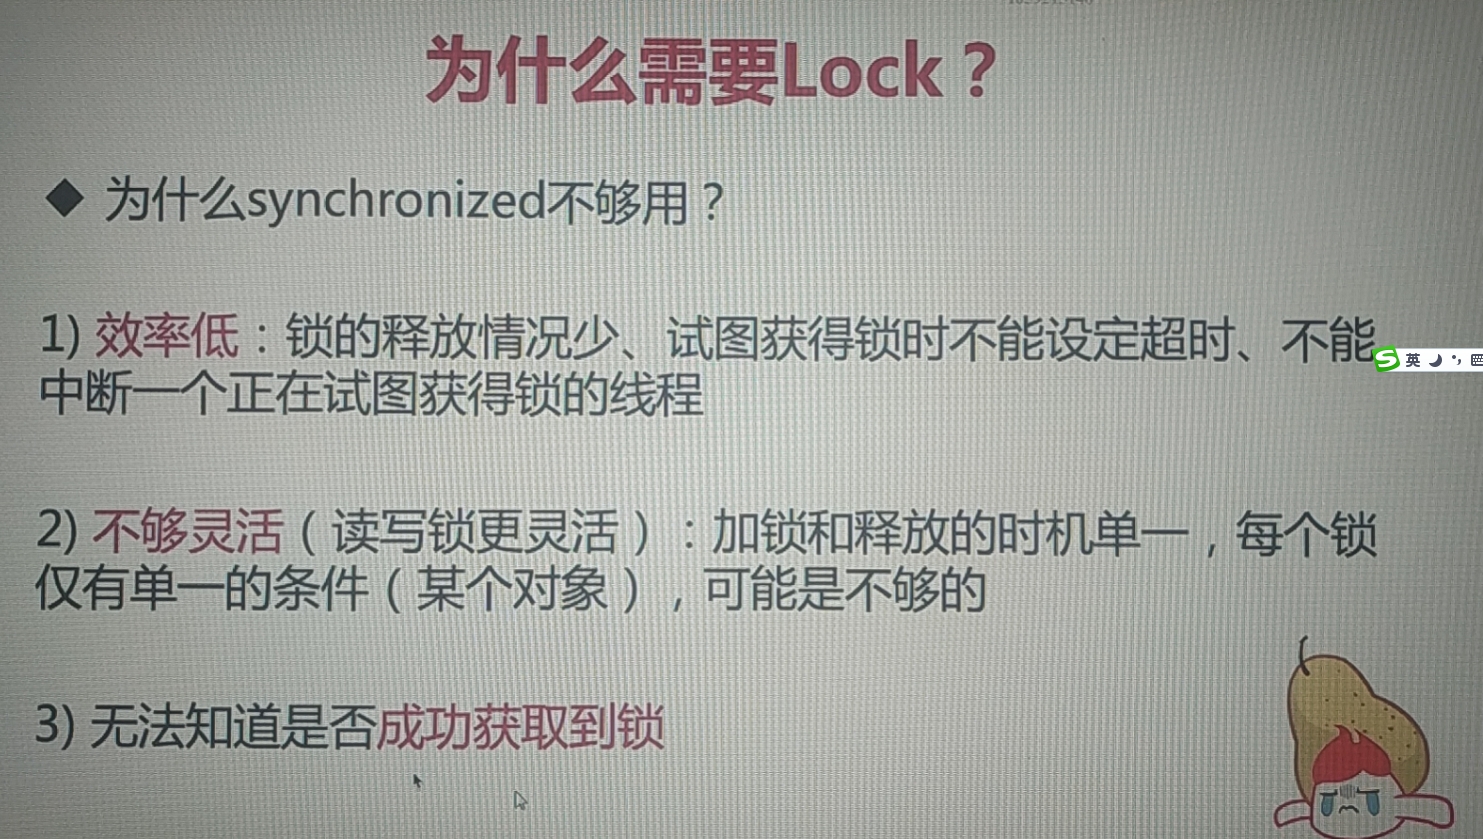 为什么需要Lock？
◆ 为什么synchronized不够用？
1) 效率低：锁的释放情况少、试图获得锁时不能设定超时、不能
英
中断一个正在试图获得锁的线程
2) 不够灵活（读写锁更灵活）：加锁和释放的时机单一，每个锁
仅有单一的条件（某个对象），可能是不够的
3) 无法知道是否成功获取到锁